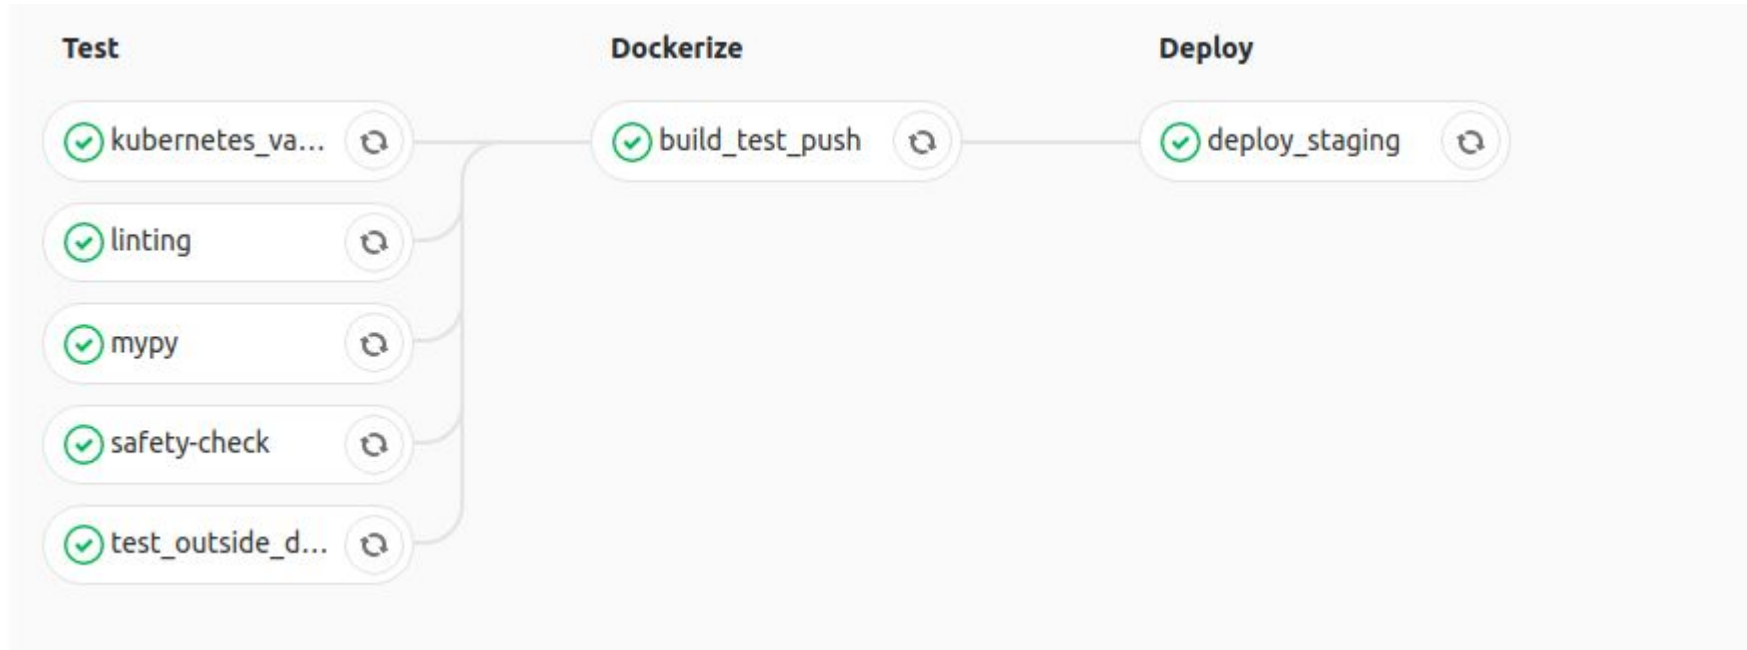 Test
kubernetes_va...
linting
mypy
safety-check
test_outside_d...
Dockerize
build_test_push
Deploy
deploy_staging